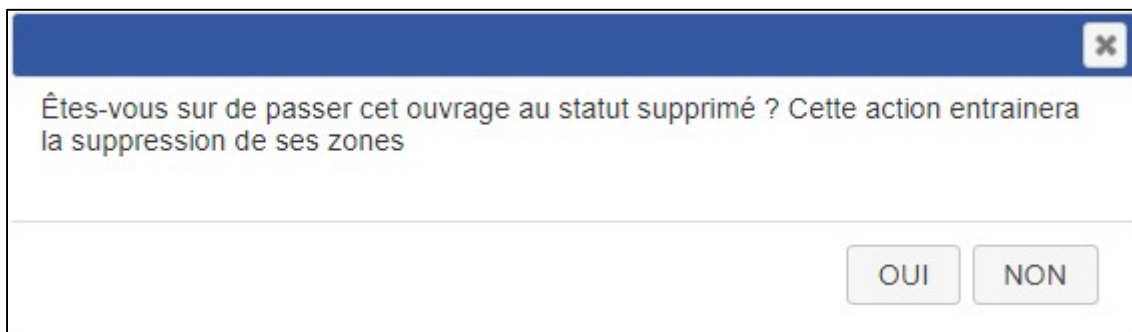 Êtes-vous sur de passer cet ouvrage au statut supprimé ? Cette action entrainera
la suppression de ses zones
OUI NON